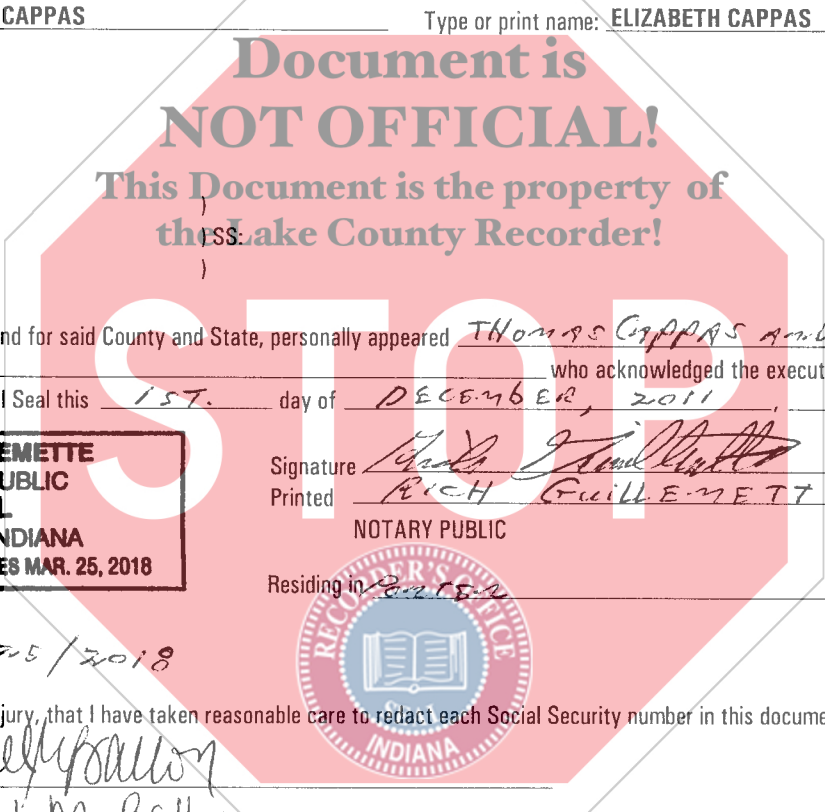 CAPPAS Type or print name: ELIZABETH CAPPAS
Document is
NOT OFFICIAL!
This Document is the property of
the Lake County Recorder!
)
) SS:
)
STOP
nd for said County and State, personally appeared THOMAS CAPPAS AND
who acknowledged the execut
l Seal this 1ST. day of DECEMBER, 2011,
EMETTE
UBLIC
L
NDIANA
ES MAR. 25, 2018
Signature
Printed RICH GUILLEMETT
NOTARY PUBLIC
Residing in PORTER
RECORDER'S OFFICE
SEAL
INDIANA
25/2018
jury, that I have taken reasonable care to redact each Social Security number in this docume